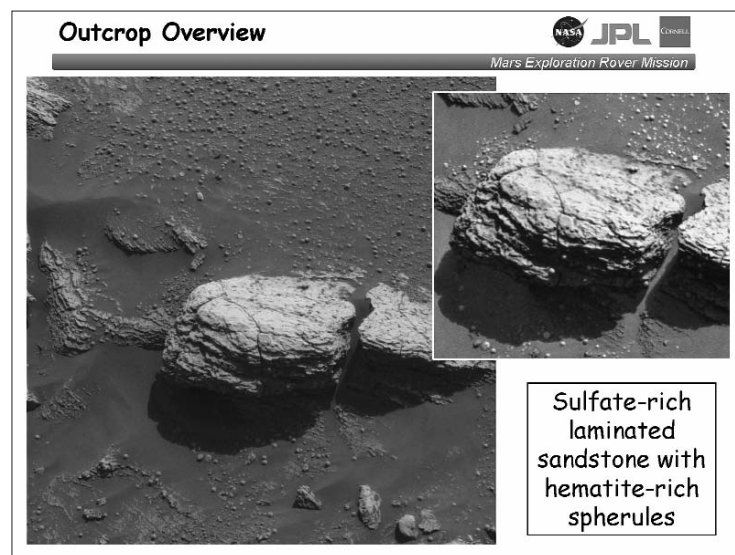 Outcrop Overview
NASA
JPL
CORNELL
Mars Exploration Rover Mission
Sulfate-rich
laminated
sandstone with
hematite-rich
spherules